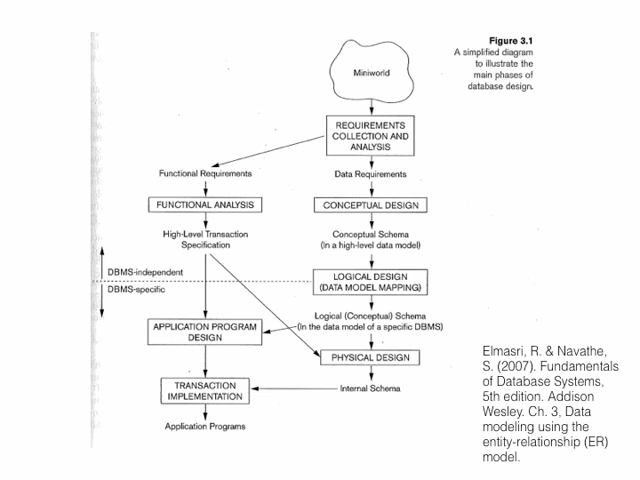 Figure 3.1
A simplified diagram
to illustrate the
main phases of
database design.
Miniworld
REQUIREMENTS
COLLECTION AND
ANALYSIS
Functional Requirements
Data Requirements
FUNCTIONAL ANALYSIS
CONCEPTUAL DESIGN
High-Level Transaction
Specification
Conceptual Schema
(In a high-level data model)
DBMS-independent
DBMS-specific
LOGICAL DESIGN
(DATA MODEL MAPPING)
Logical (Conceptual) Schema
(In the data model of a specific DBMS)
APPLICATION PROGRAM
DESIGN
PHYSICAL DESIGN
TRANSACTION
IMPLEMENTATION
Internal Schema
Application Programs
Elmasri, R. & Navathe,
S. (2007). Fundamentals
of Database Systems,
5th edition. Addison
Wesley. Ch. 3, Data
modeling using the
entity-relationship (ER)
model.